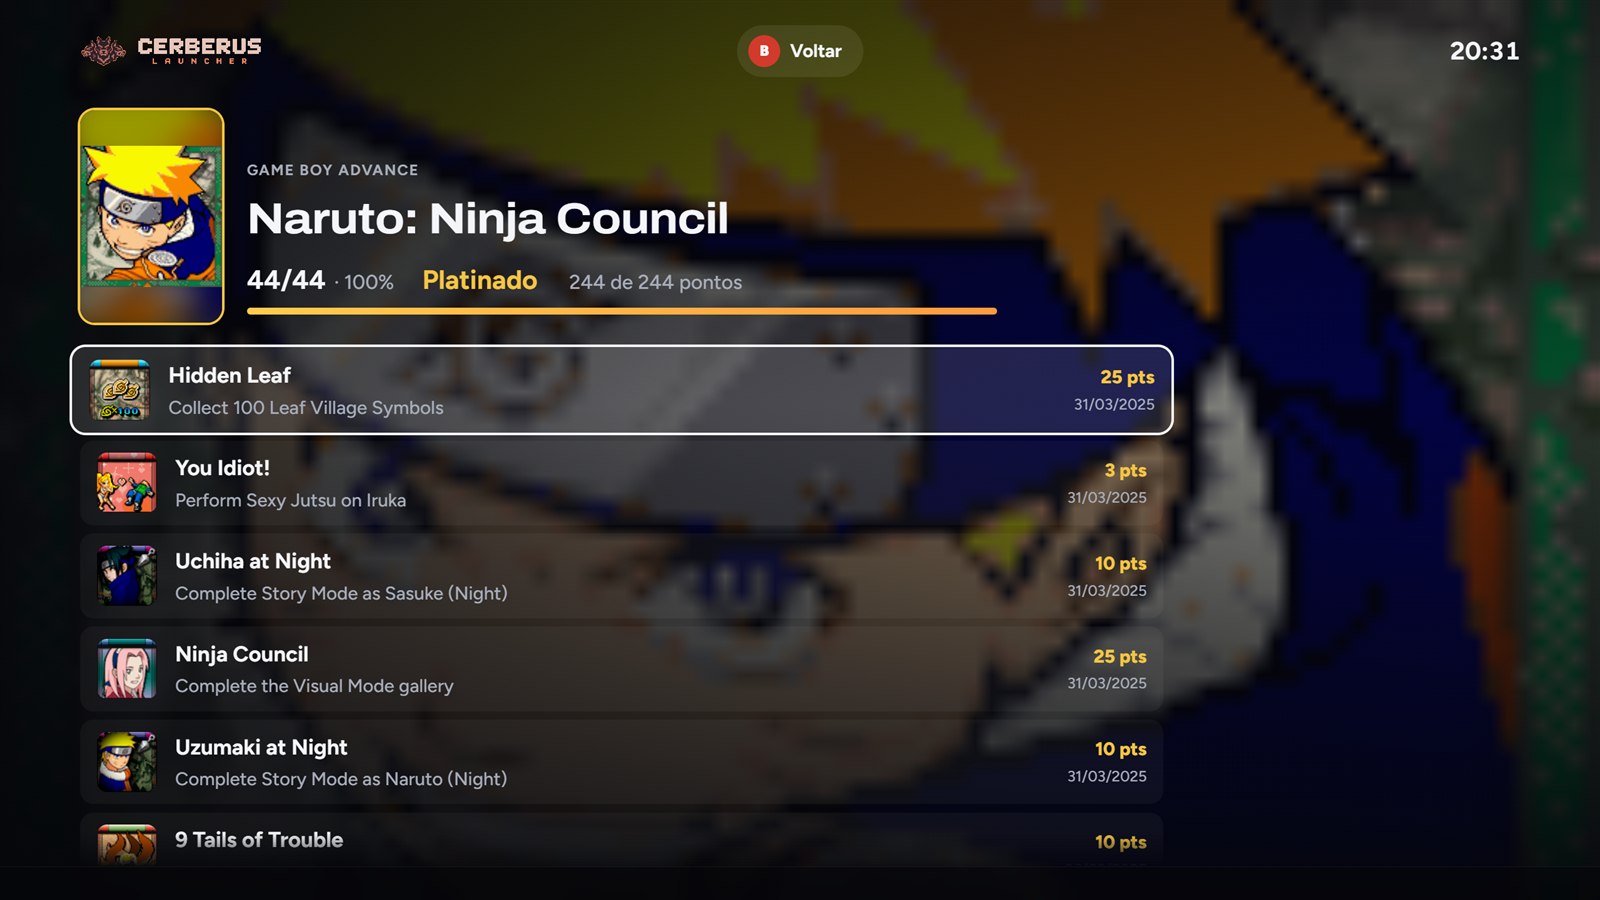 CERBERUS
LAUNCHER
B Voltar
20:31
GAME BOY ADVANCE
Naruto: Ninja Council
44/44 · 100% Platinado 244 de 244 pontos
Hidden Leaf
25 pts
Collect 100 Leaf Village Symbols
31/03/2025
You Idiot!
3 pts
Perform Sexy Jutsu on Iruka
31/03/2025
Uchiha at Night
10 pts
Complete Story Mode as Sasuke (Night)
31/03/2025
Ninja Council
25 pts
Complete the Visual Mode gallery
31/03/2025
Uzumaki at Night
10 pts
Complete Story Mode as Naruto (Night)
31/03/2025
9 Tails of Trouble
10 pts